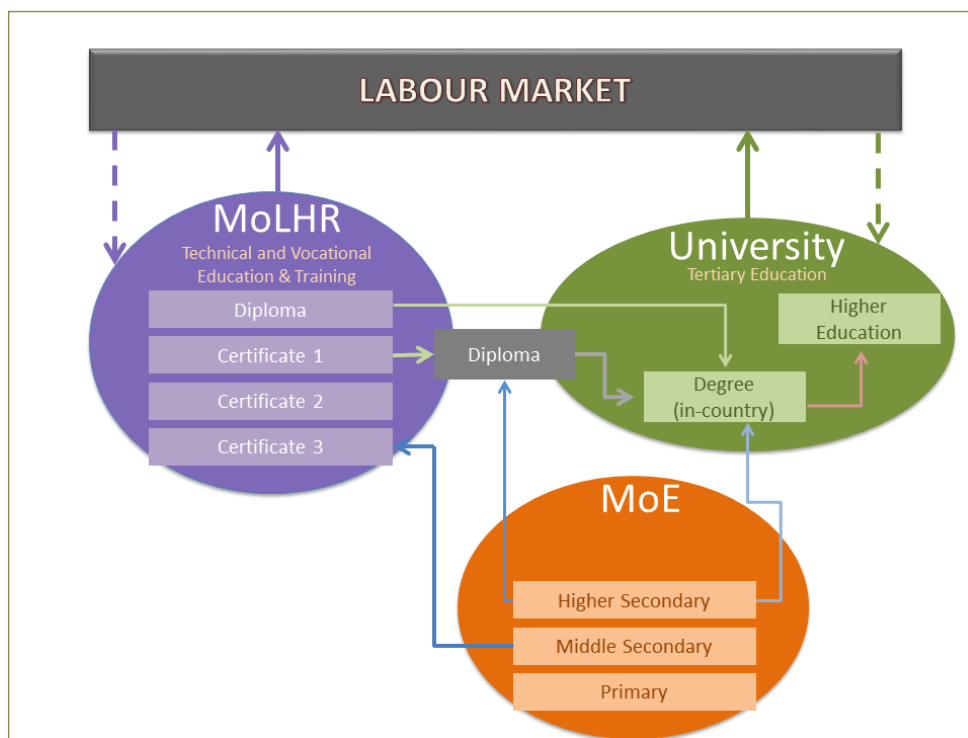 LABOUR MARKET
MoLHR
Technical and Vocational
Education & Training
Diploma
Certificate 1
Certificate 2
Certificate 3
Diploma
University
Tertiary Education
Higher
Education
Degree
(in-country)
MoE
Higher Secondary
Middle Secondary
Primary